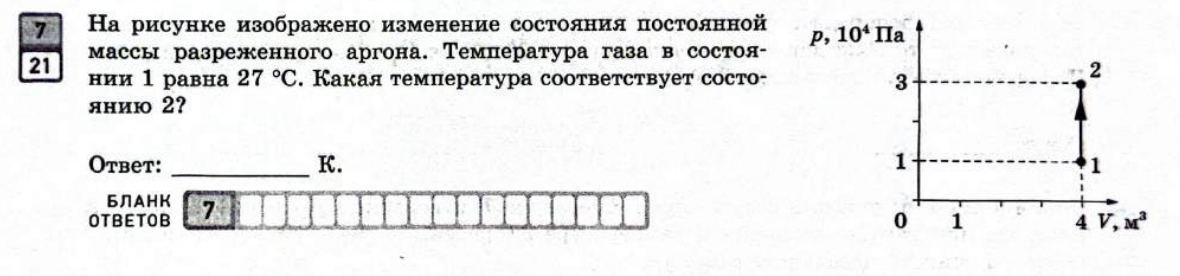 7
21
На рисунке изображено изменение состояния постоянной
массы разреженного аргона. Температура газа в состоя-
нии 1 равна 27 °С. Какая температура соответствует состо-
янию 2?
Ответ: ____________ К.
БЛАНК
ОТВЕТОВ
7
p, 10⁴ Па
3
2
1
1
0
1
4
V, м³